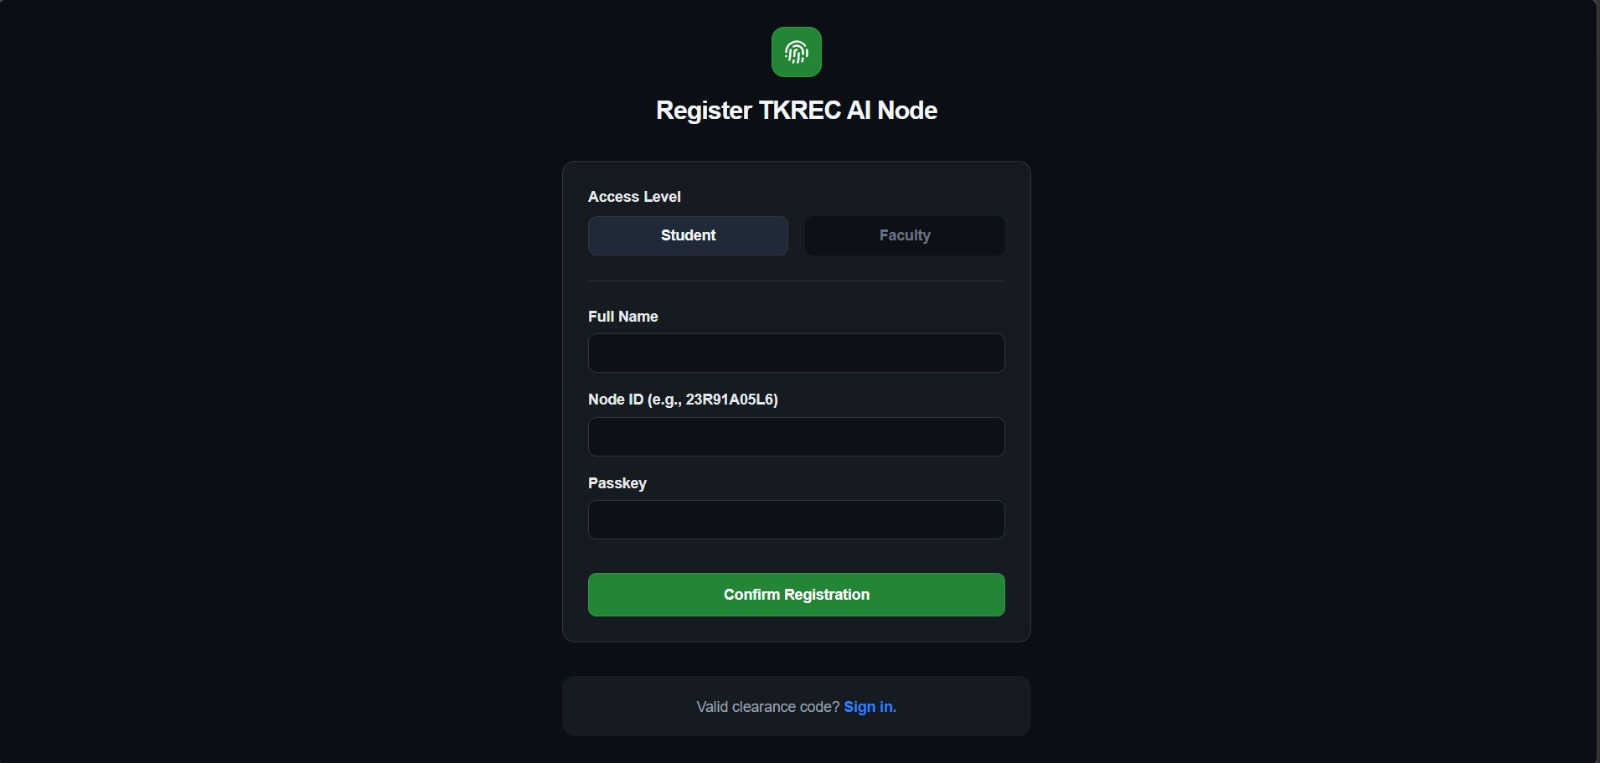 Register TKREC AI Node
Access Level
Student Faculty
Full Name
Node ID (e.g., 23R91A05L6)
Passkey
Confirm Registration
Valid clearance code? Sign in.